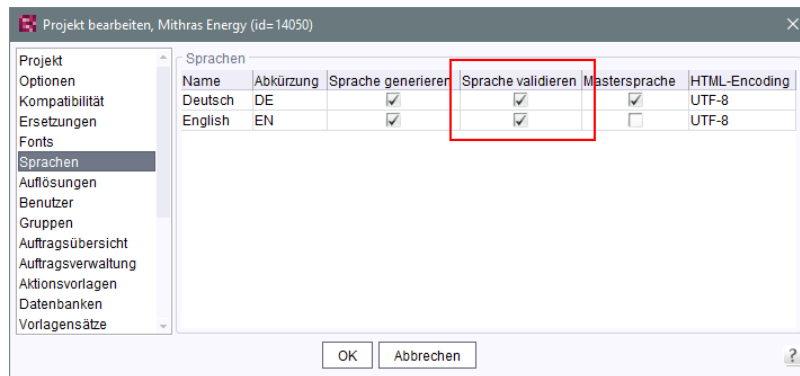 Projekt bearbeiten, Mithras Energy (id=14050)
Projekt
Optionen
Kompatibilität
Ersetzungen
Fonts
Sprachen
Auflösungen
Benutzer
Gruppen
Auftragsübersicht
Auftragsverwaltung
Aktionsvorlagen
Datenbanken
Vorlagensätze
Sprachen
Name Abkürzung Sprache generieren Sprache validieren Mastersprache HTML-Encoding
Deutsch DE UTF-8
English EN UTF-8
OK Abbrechen ?